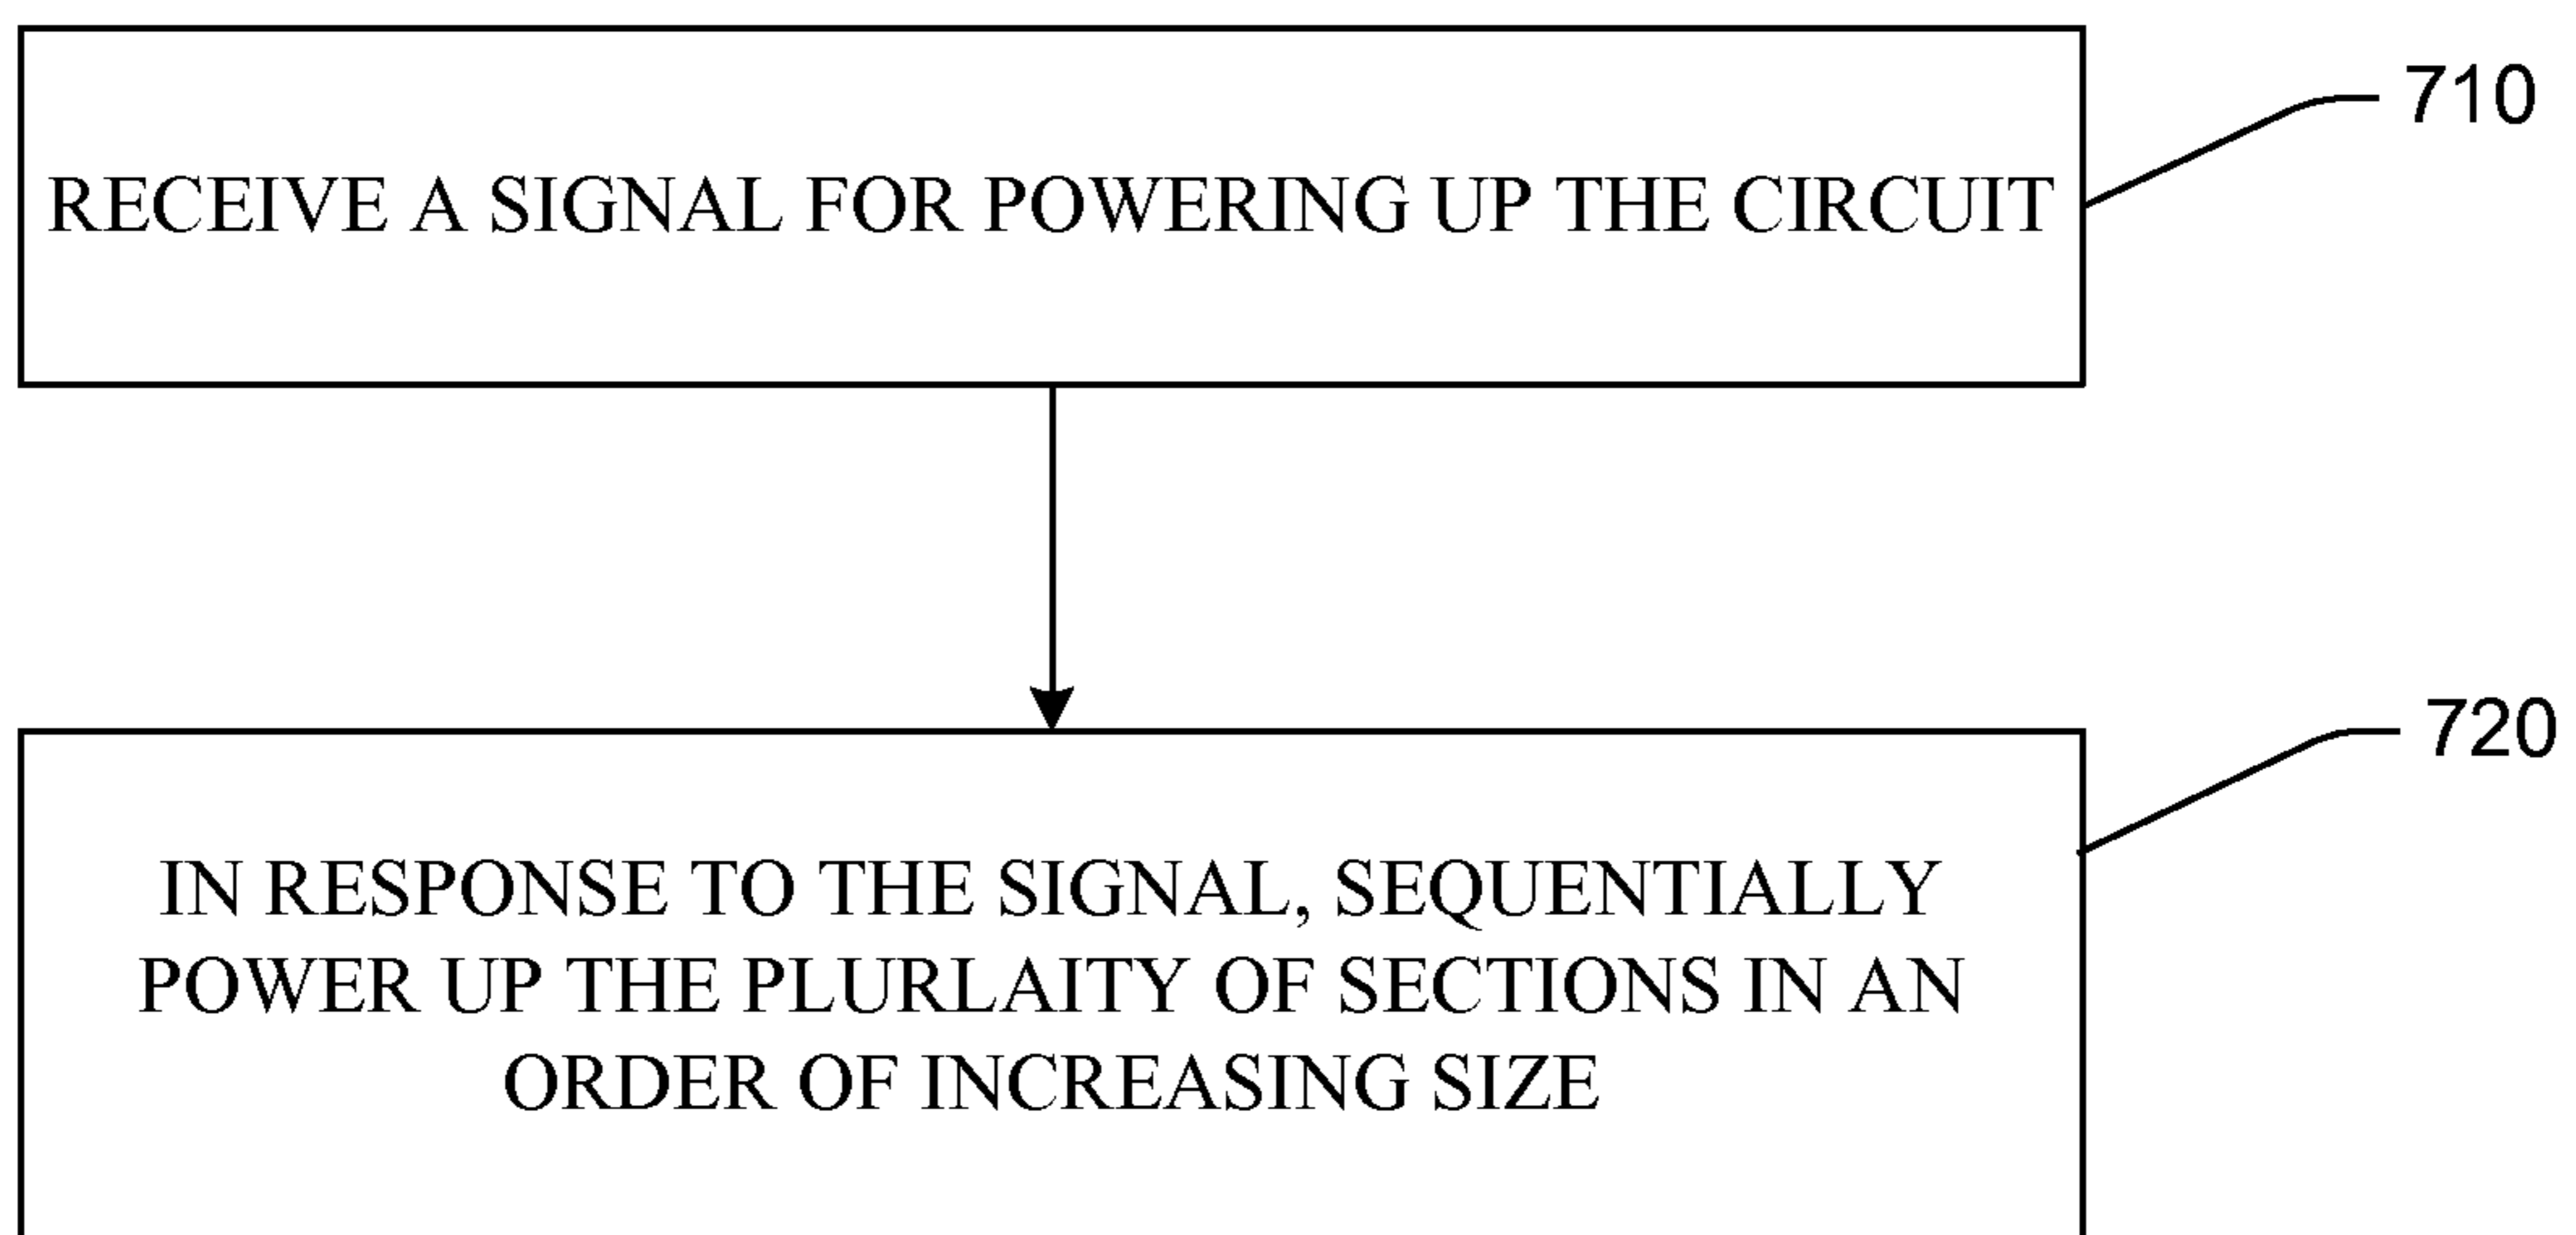 710
RECEIVE A SIGNAL FOR POWERING UP THE CIRCUIT
720
IN RESPONSE TO THE SIGNAL, SEQUENTIALLY
POWER UP THE PLURLAITY OF SECTIONS IN AN
ORDER OF INCREASING SIZE